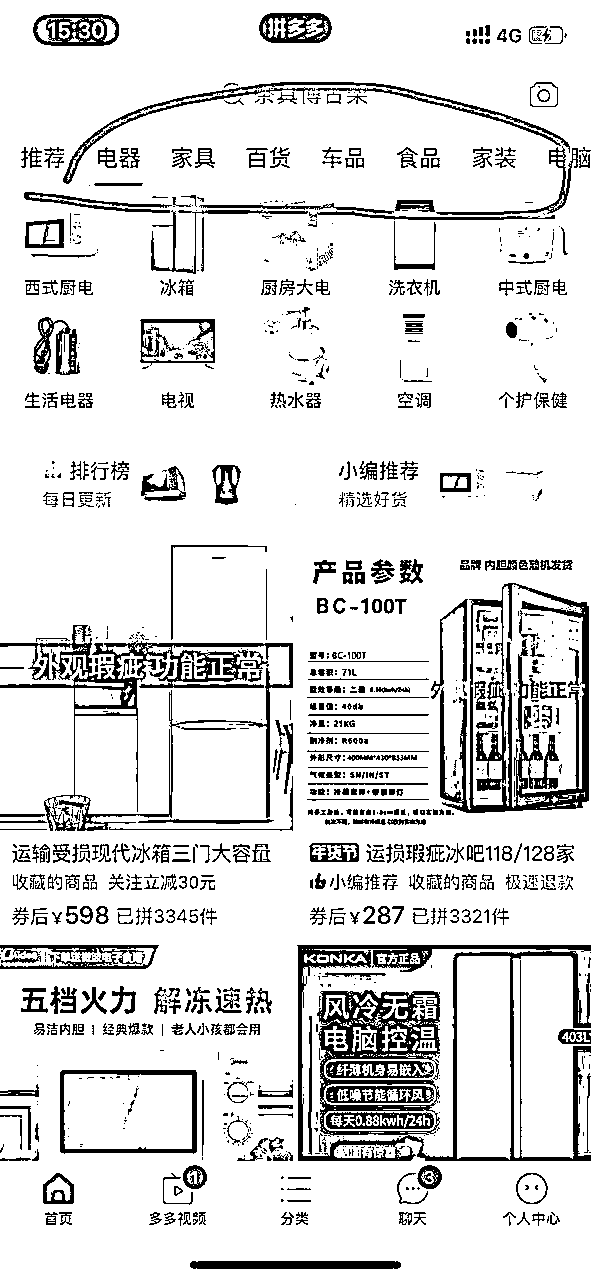 15:30 拼多多 4G
茶具博古架
推荐 电器 家具 百货 车品 食品 家装 电脑
西式厨电 冰箱 厨房大电 洗衣机 中式厨电
生活电器 电视 热水器 空调 个护保健
排行榜 小编推荐
每日更新 精选好货
外观瑕疵 功能正常
产品参数 品牌 内胆颜色随机发货
BC-100T
型号：BC-100T
总容积：71L
噪音值：40db
净重：21KG
制冷剂：R600a
外形尺寸：
气候类型：SN/IN/ST
功能：
运输受损现代冰箱三门大容量
收藏的商品 关注立减30元
券后¥598 已拼3345件
年货节 运损瑕疵冰吧118/128家
小编推荐 收藏的商品 极速退款
券后¥287 已拼3321件
Midea
五档火力 解冻速热
易洁内胆 | 经典爆款 | 老人小孩都会用
KONKA 官方正品
风冷无霜
电脑控温
纤薄机身易嵌入
低噪节能循环风
每天0.88kwh/24h
403L
1 3
首页 多多视频 分类 聊天 个人中心